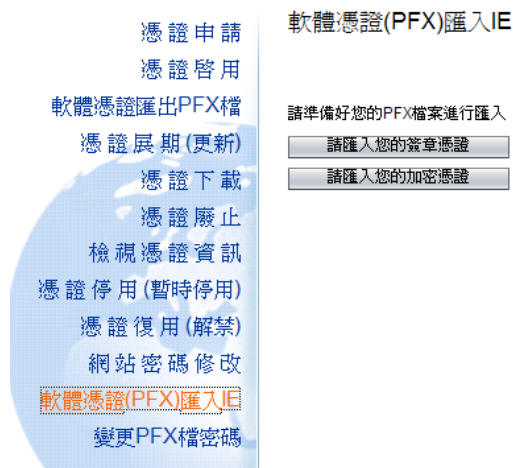 憑證申請
憑證啓用
軟體憑證匯出PFX檔
憑證展期(更新)
憑證下載
憑證廢止
檢視憑證資訊
憑證停用(暫時停用)
憑證復用(解禁)
網站密碼修改
軟體憑證(PFX)匯入IE
變更PFX檔密碼
軟體憑證(PFX)匯入IE
請準備好您的PFX檔案進行匯入
請匯入您的簽章憑證
請匯入您的加密憑證